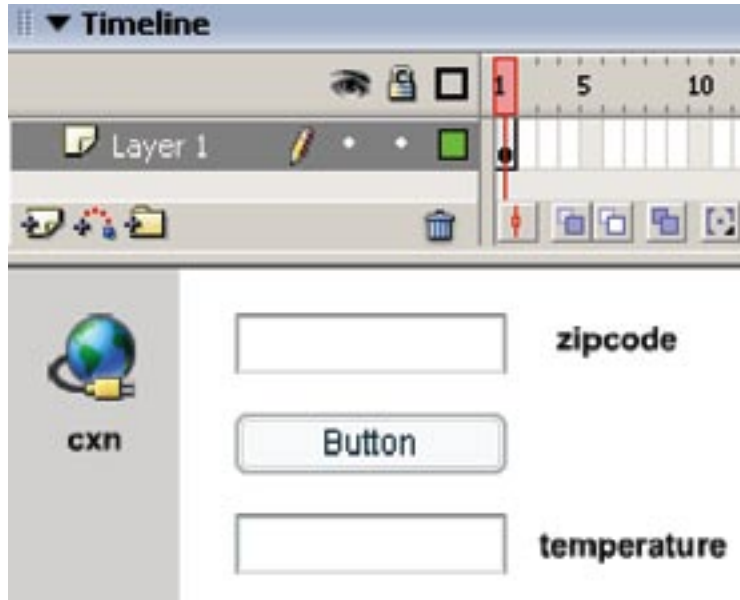 Timeline
1 5 10
Layer 1
zipcode
cxn
Button
temperature